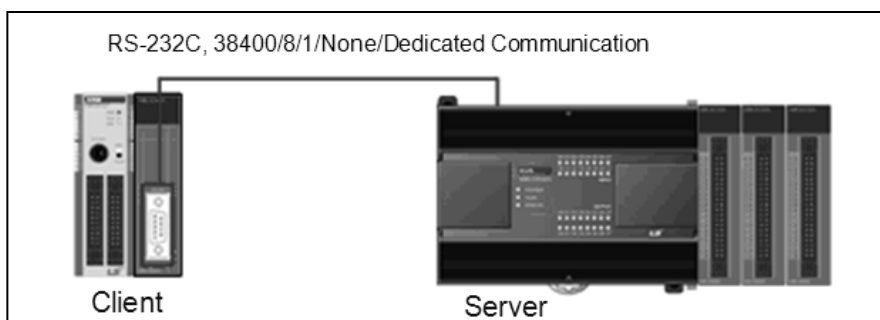 RS-232C, 38400/8/1/None/Dedicated Communication
Client
Server